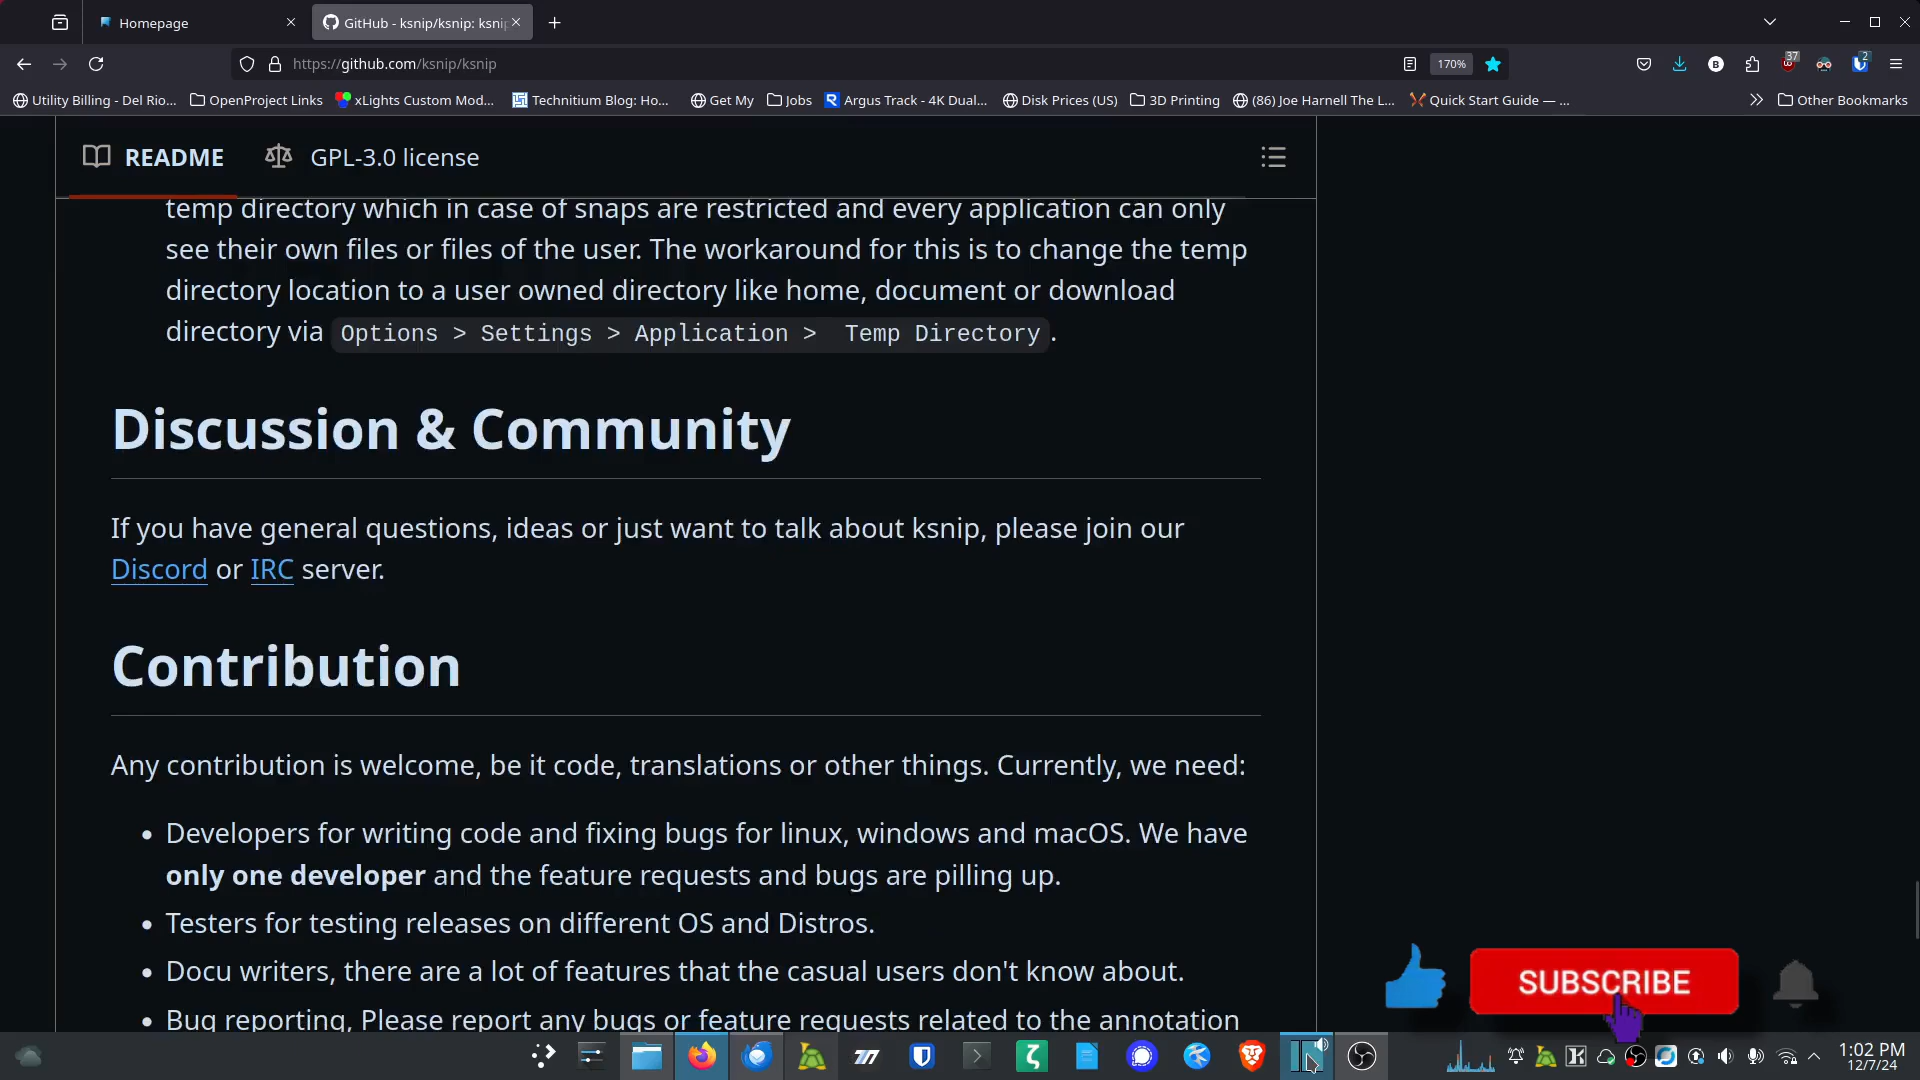 Homepage
GitHub - ksnip/ksnip: ksni
https://github.com/ksnip/ksnip
170%
37
2
Utility Billing - Del Rio...
OpenProject Links
xLights Custom Mod...
Technitium Blog: Ho...
Get My
Jobs
Argus Track - 4K Dual...
Disk Prices (US)
3D Printing
(86) Joe Harnell The L...
Quick Start Guide — ...
Other Bookmarks
README
GPL-3.0 license
temp directory which in case of snaps are restricted and every application can only
see their own files or files of the user. The workaround for this is to change the temp
directory location to a user owned directory like home, document or download
directory via Options > Settings > Application >  Temp Directory .
Discussion & Community
If you have general questions, ideas or just want to talk about ksnip, please join our
Discord or IRC server.
Contribution
Any contribution is welcome, be it code, translations or other things. Currently, we need:
• Developers for writing code and fixing bugs for linux, windows and macOS. We have
only one developer and the feature requests and bugs are pilling up.
• Testers for testing releases on different OS and Distros.
• Docu writers, there are a lot of features that the casual users don't know about.
• Bug reporting, Please report any bugs or feature requests related to the annotation
SUBSCRIBE
1:02 PM
12/7/24